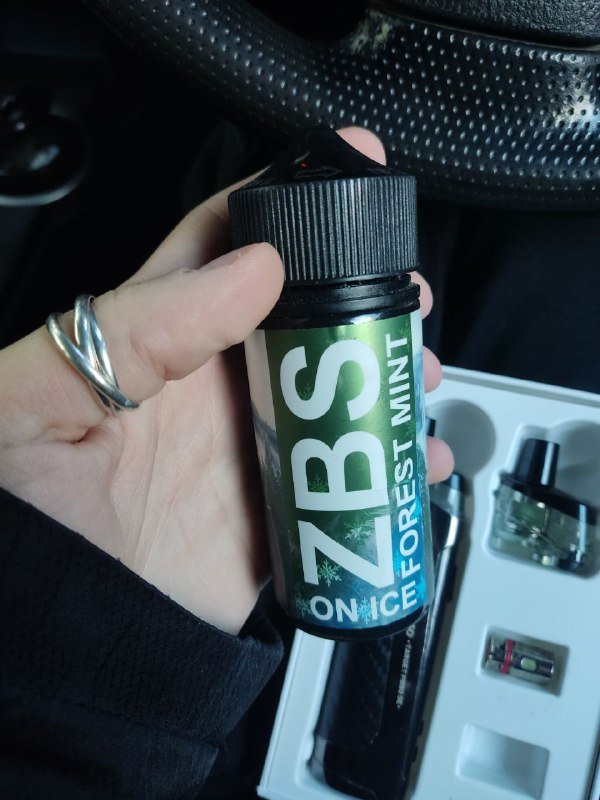 ZBS
FOREST MINT
ON ICE